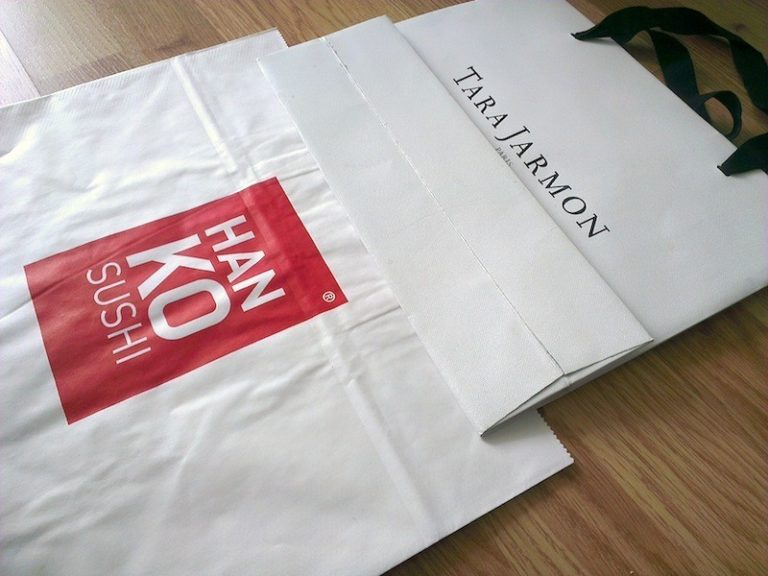 HAN
KO
SUSHI
®
TARA JARMON
PARIS